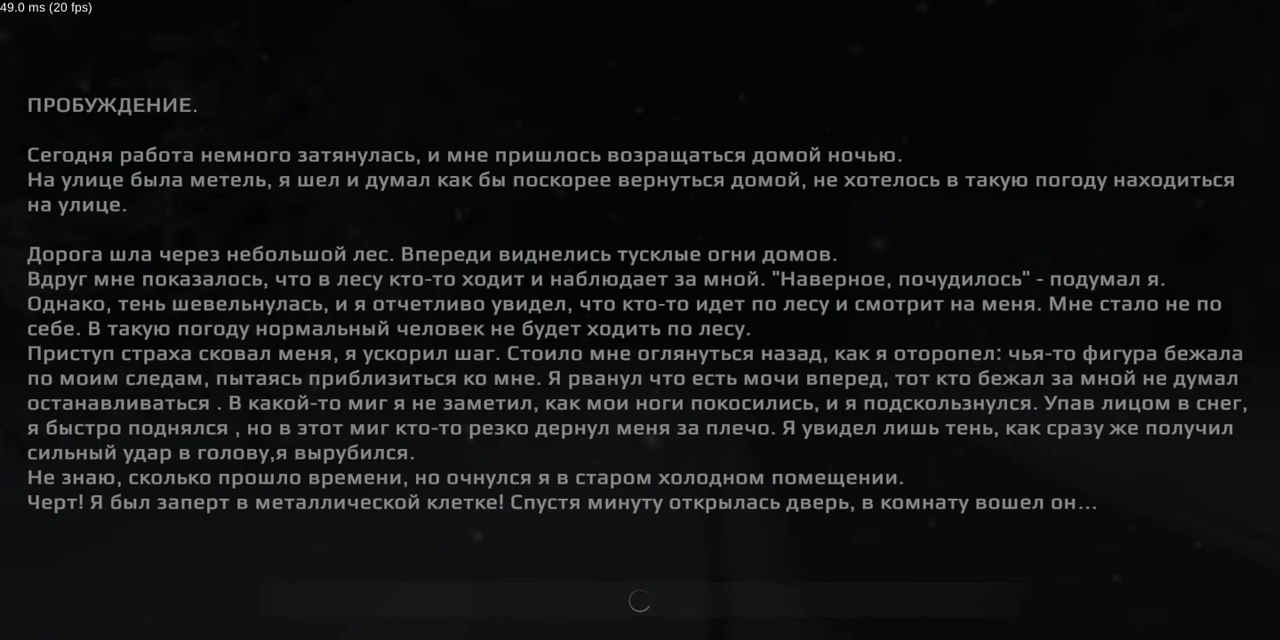 49.0 ms (20 fps)
ПРОБУЖДЕНИЕ.
Сегодня работа немного затянулась, и мне пришлось возращаться домой ночью.
На улице была метель, я шел и думал как бы поскорее вернуться домой, не хотелось в такую погоду находиться
на улице.
Дорога шла через небольшой лес. Впереди виднелись тусклые огни домов.
Вдруг мне показалось, что в лесу кто-то ходит и наблюдает за мной. "Наверное, почудилось" - подумал я.
Однако, тень шевельнулась, и я отчетливо увидел, что кто-то идет по лесу и смотрит на меня. Мне стало не по
себе. В такую погоду нормальный человек не будет ходить по лесу.
Приступ страха сковал меня, я ускорил шаг. Стоило мне оглянуться назад, как я оторопел: чья-то фигура бежала
по моим следам, пытаясь приблизиться ко мне. Я рванул что есть мочи вперед, тот кто бежал за мной не думал
останавливаться . В какой-то миг я не заметил, как мои ноги покосились, и я подскользнулся. Упав лицом в снег,
я быстро поднялся , но в этот миг кто-то резко дернул меня за плечо. Я увидел лишь тень, как сразу же получил
сильный удар в голову,я вырубился.
Не знаю, сколько прошло времени, но очнулся я в старом холодном помещении.
Черт! Я был заперт в металлической клетке! Спустя минуту открылась дверь, в комнату вошел он...